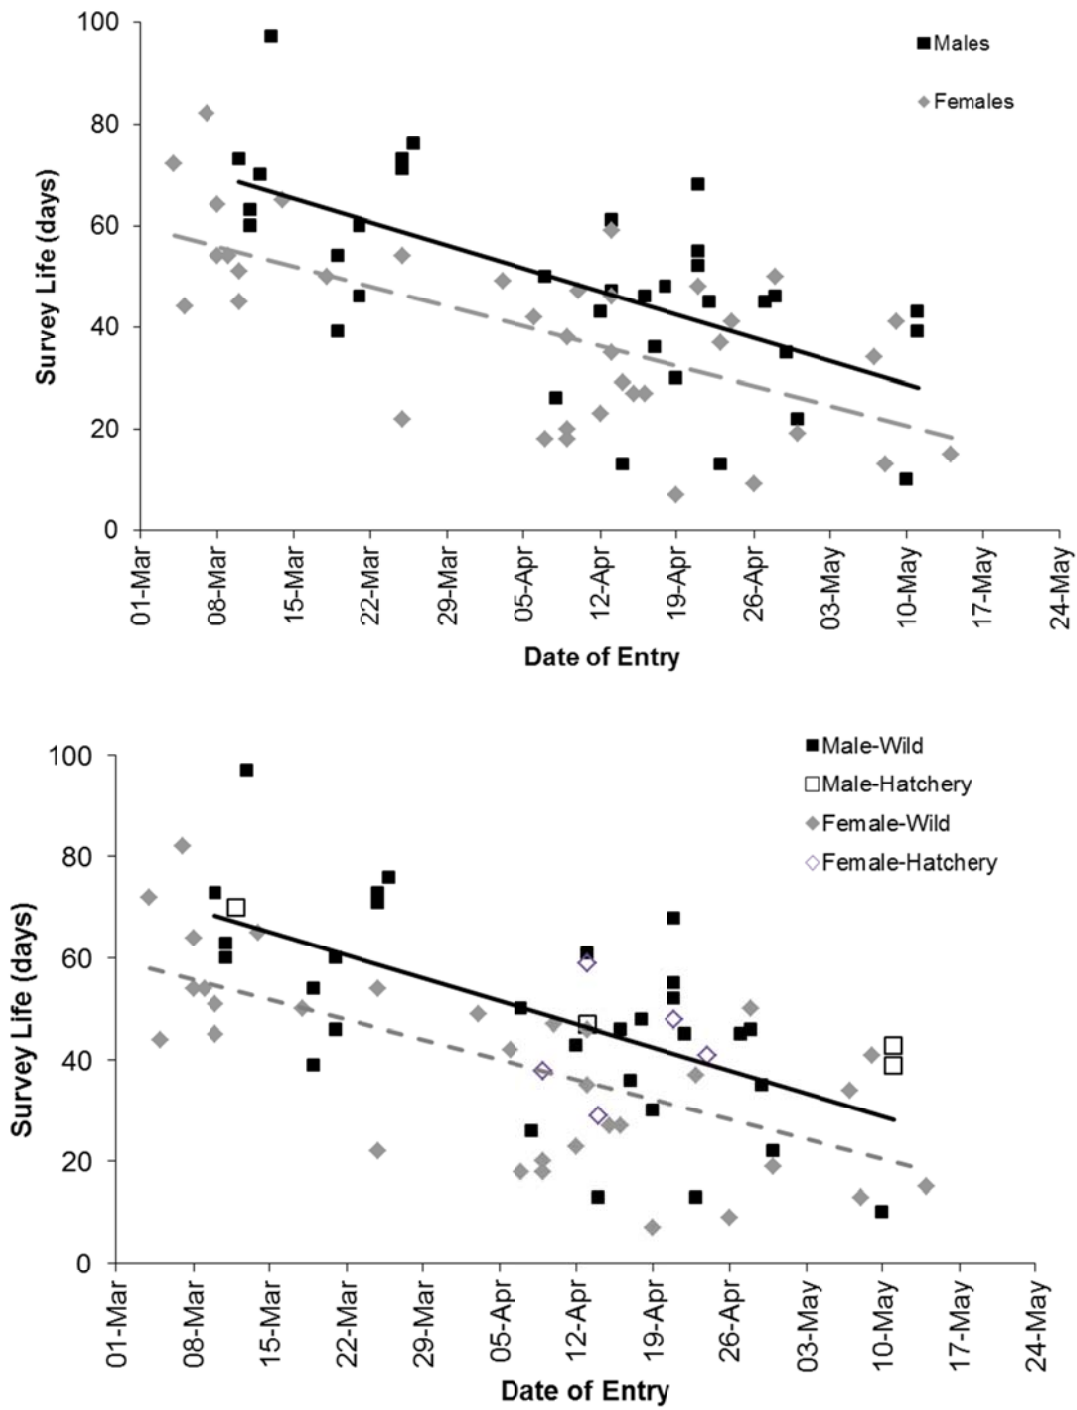 100
80
60
40
20
0
Survey Life (days)
Males
Females
01-Mar
08-Mar
15-Mar
22-Mar
29-Mar
05-Apr
12-Apr
19-Apr
26-Apr
03-May
10-May
17-May
24-May
Date of Entry
100
80
60
40
20
0
Survey Life (days)
Male-Wild
Male-Hatchery
Female-Wild
Female-Hatchery
01-Mar
08-Mar
15-Mar
22-Mar
29-Mar
05-Apr
12-Apr
19-Apr
26-Apr
03-May
10-May
17-May
24-May
Date of Entry